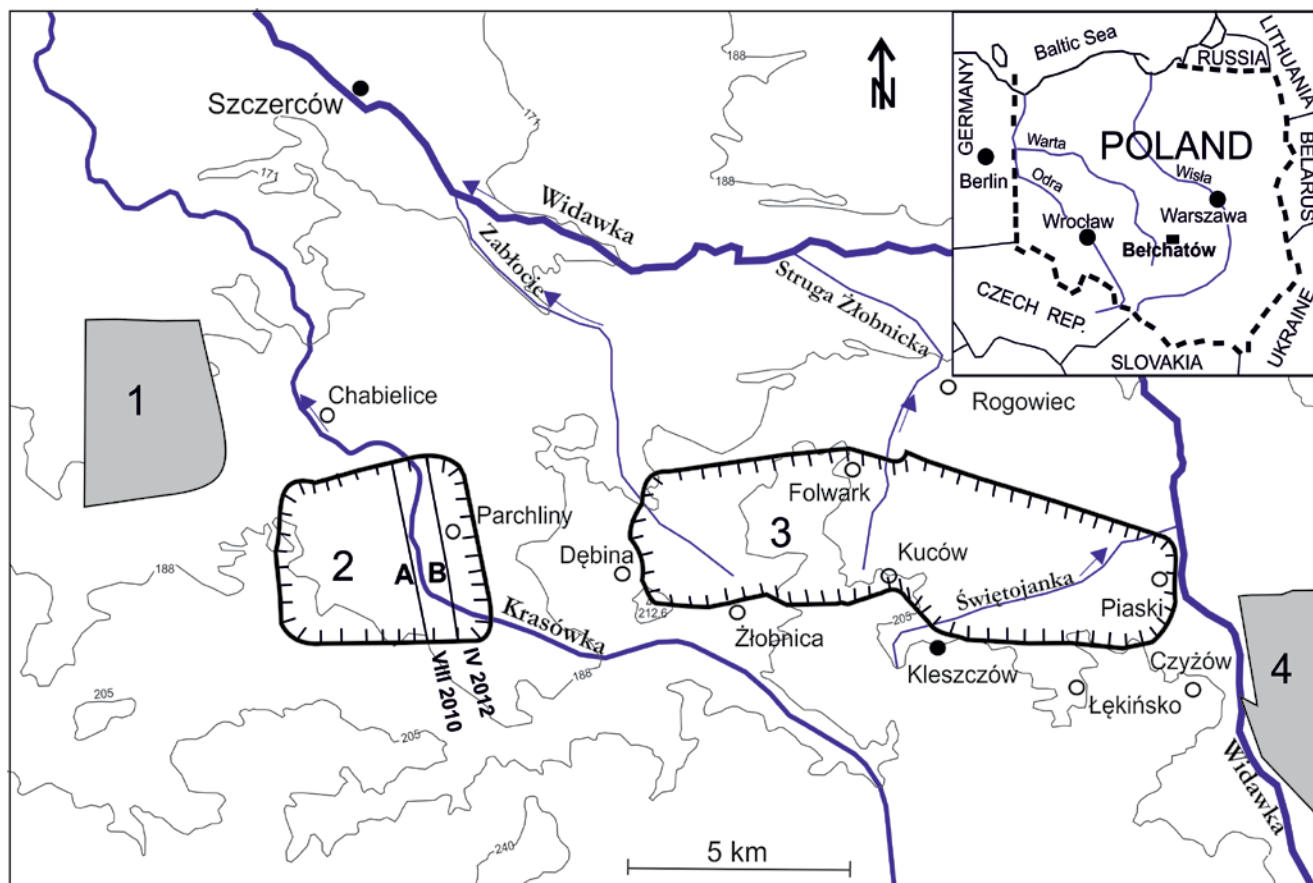 Szczerców
171
171
188
188
N
Widawka
Zabłocie
Struga Żłobnicka
Baltic Sea
RUSSIA
LITHUANIA
GERMANY
POLAND
BELARUS
Warta
Berlin
Odra
Wisła
Wrocław
Warszawa
Bełchatów
CZECH REP.
UKRAINE
SLOVAKIA
1
Chabielice
Rogowiec
Folwark
Parchliny
2
A
B
3
Dębina
Kuców
Świętojanka
Piaski
212,6
Żłobnica
205
Kleszczów
Czyżów
Łękińsko
4
Krasówka
188
VIII 2010
IV 2012
188
205
205
240
5 km
Widawka